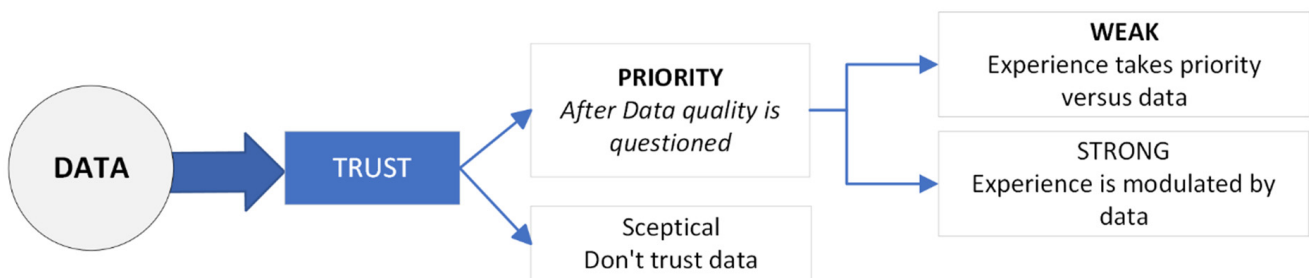 DATA
TRUST
PRIORITY
After Data quality is
questioned
Sceptical
Don't trust data
WEAK
Experience takes priority
versus data
STRONG
Experience is modulated by
data